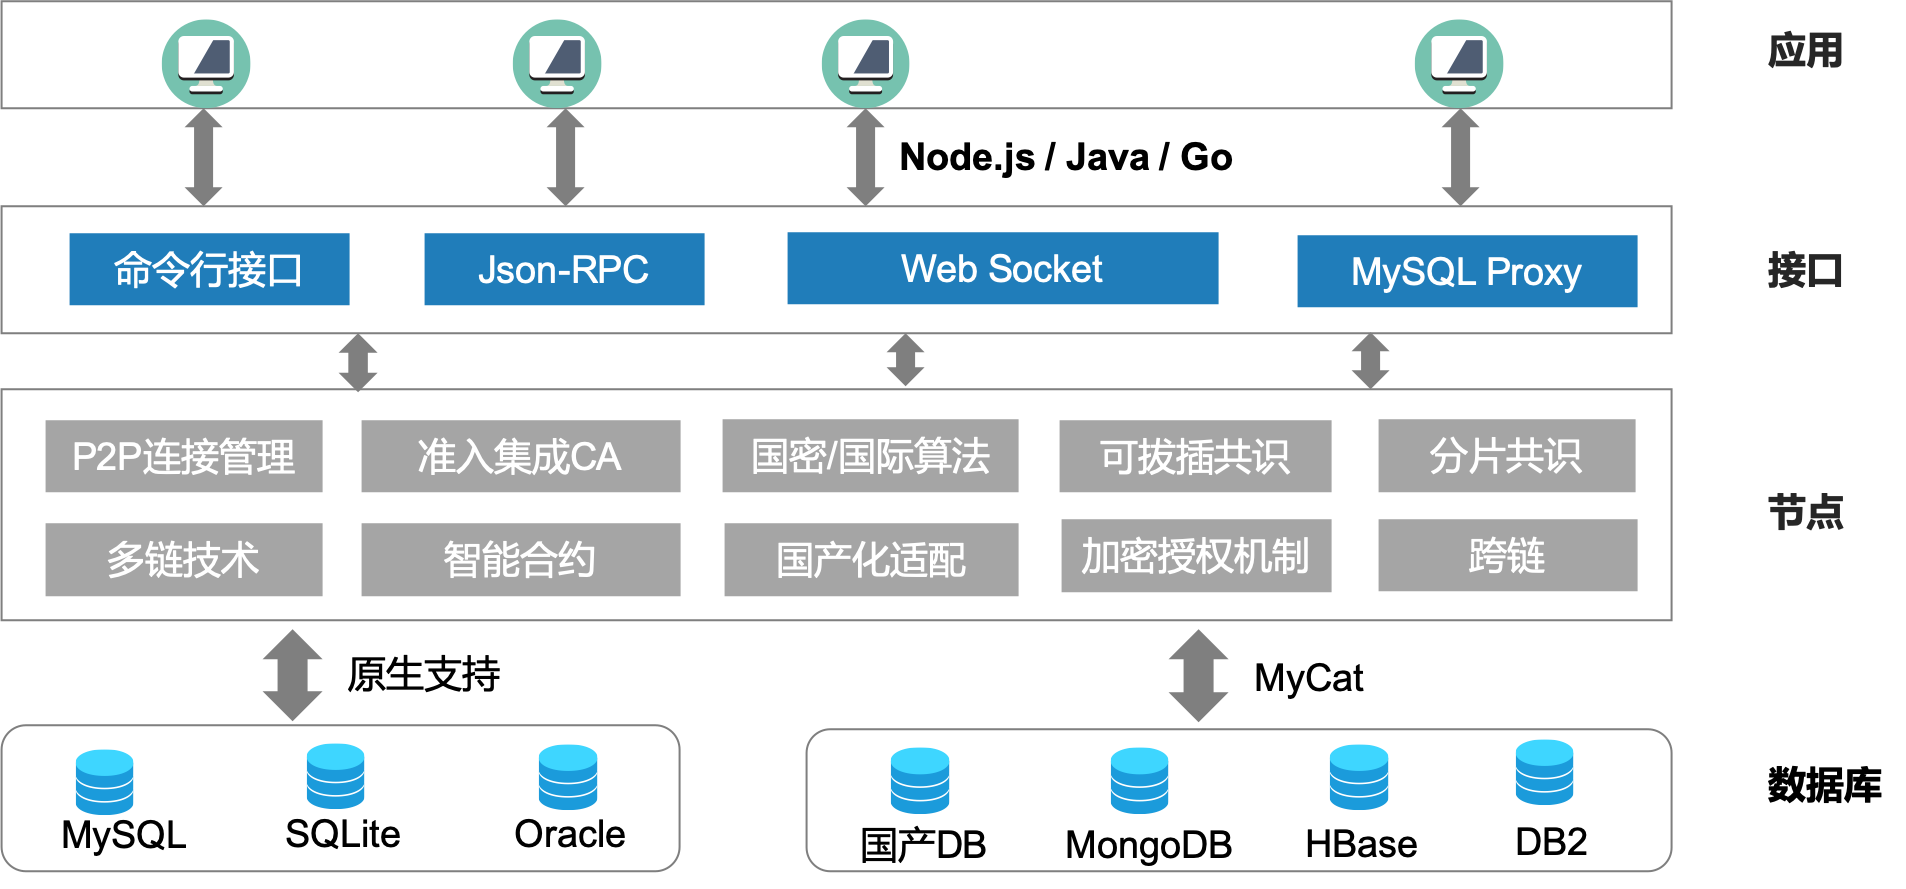 应用
Node.js / Java / Go
命令行接口
Json-RPC
Web Socket
MySQL Proxy
接口
P2P连接管理
准入集成CA
国密/国际算法
可拔插共识
分片共识
多链技术
智能合约
国产化适配
加密授权机制
跨链
节点
原生支持
MyCat
MySQL
SQLite
Oracle
国产DB
MongoDB
HBase
DB2
数据库